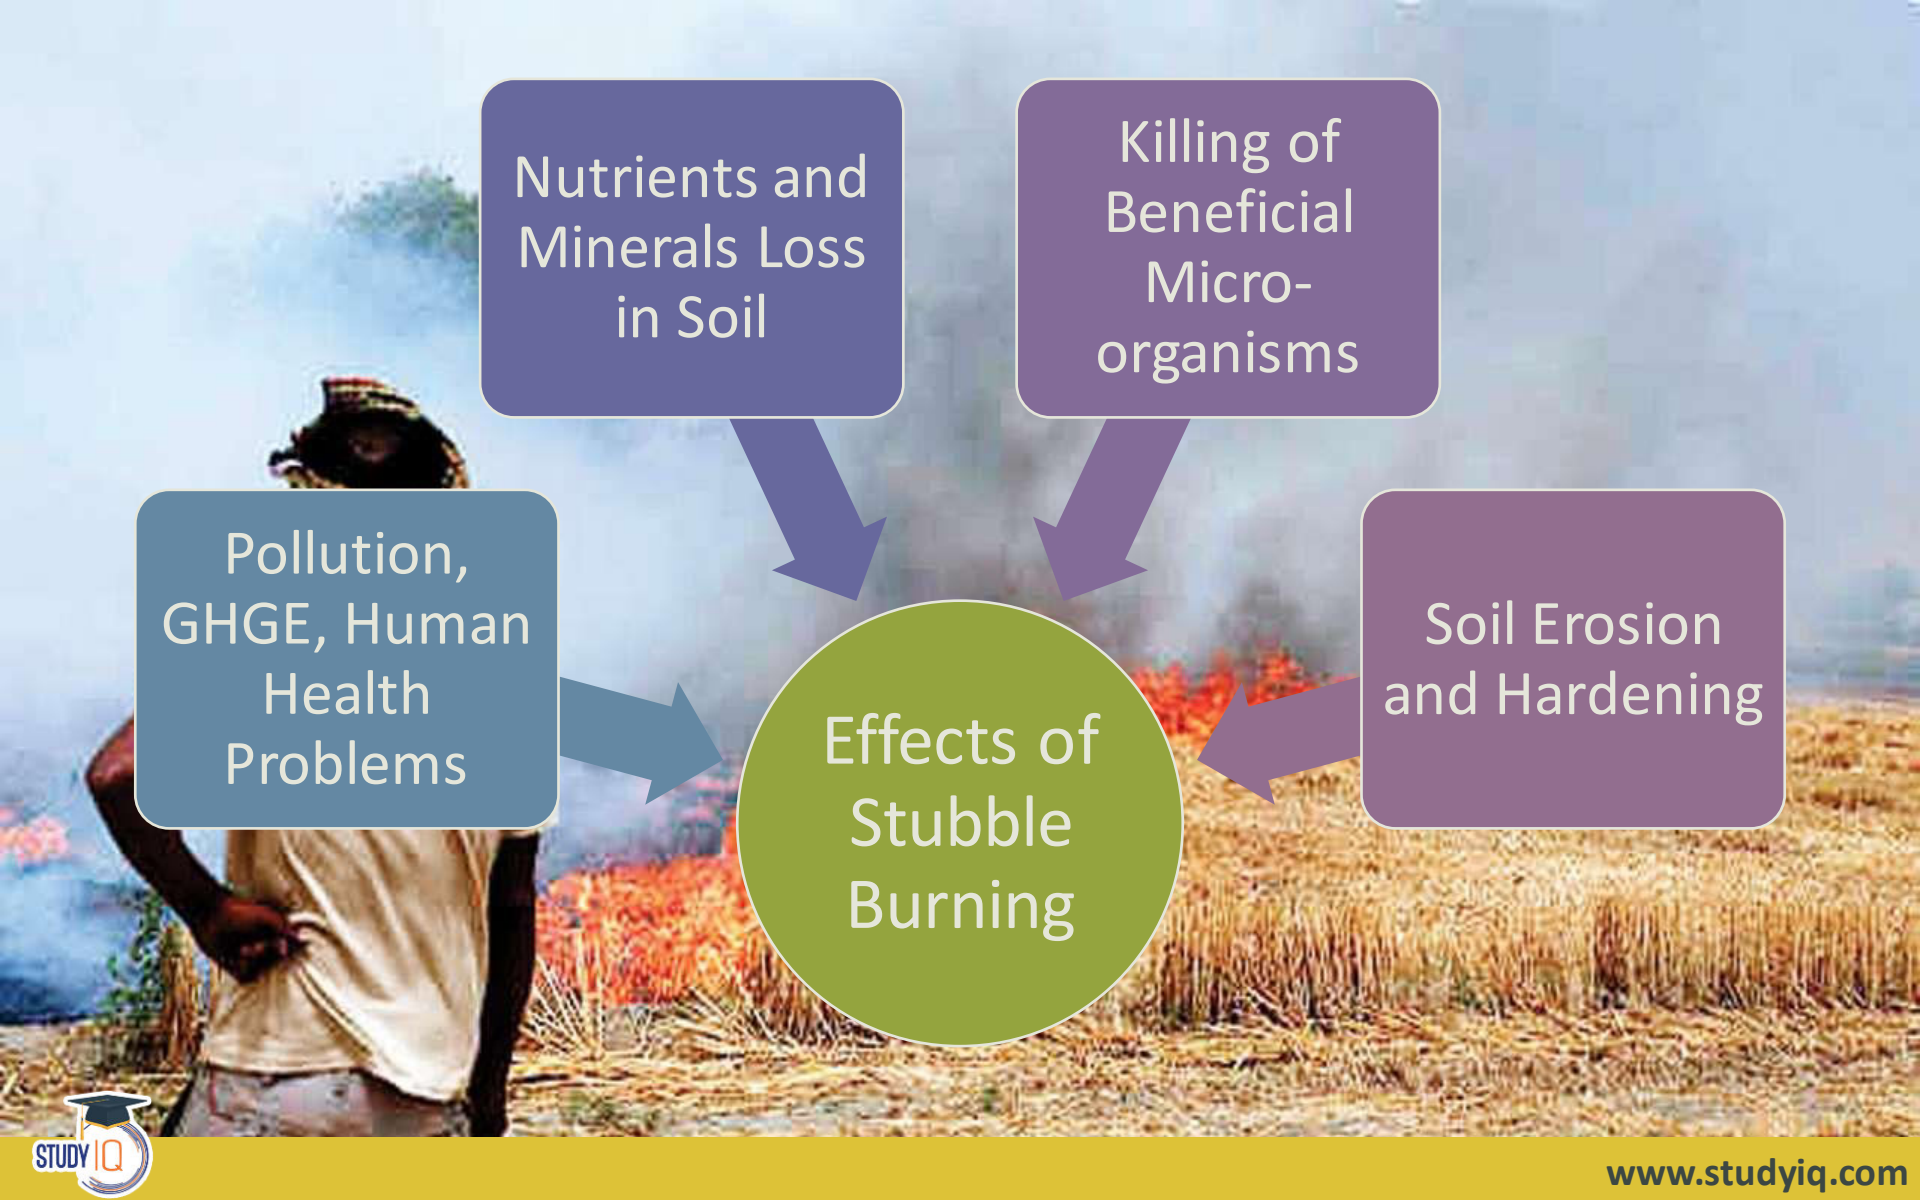 Nutrients and
Minerals Loss
in Soil
Killing of
Beneficial
Micro-
organisms
Pollution,
GHGE, Human
Health
Problems
Soil Erosion
and Hardening
Effects of
Stubble
Burning
STUDY IQ
www.studyiq.com